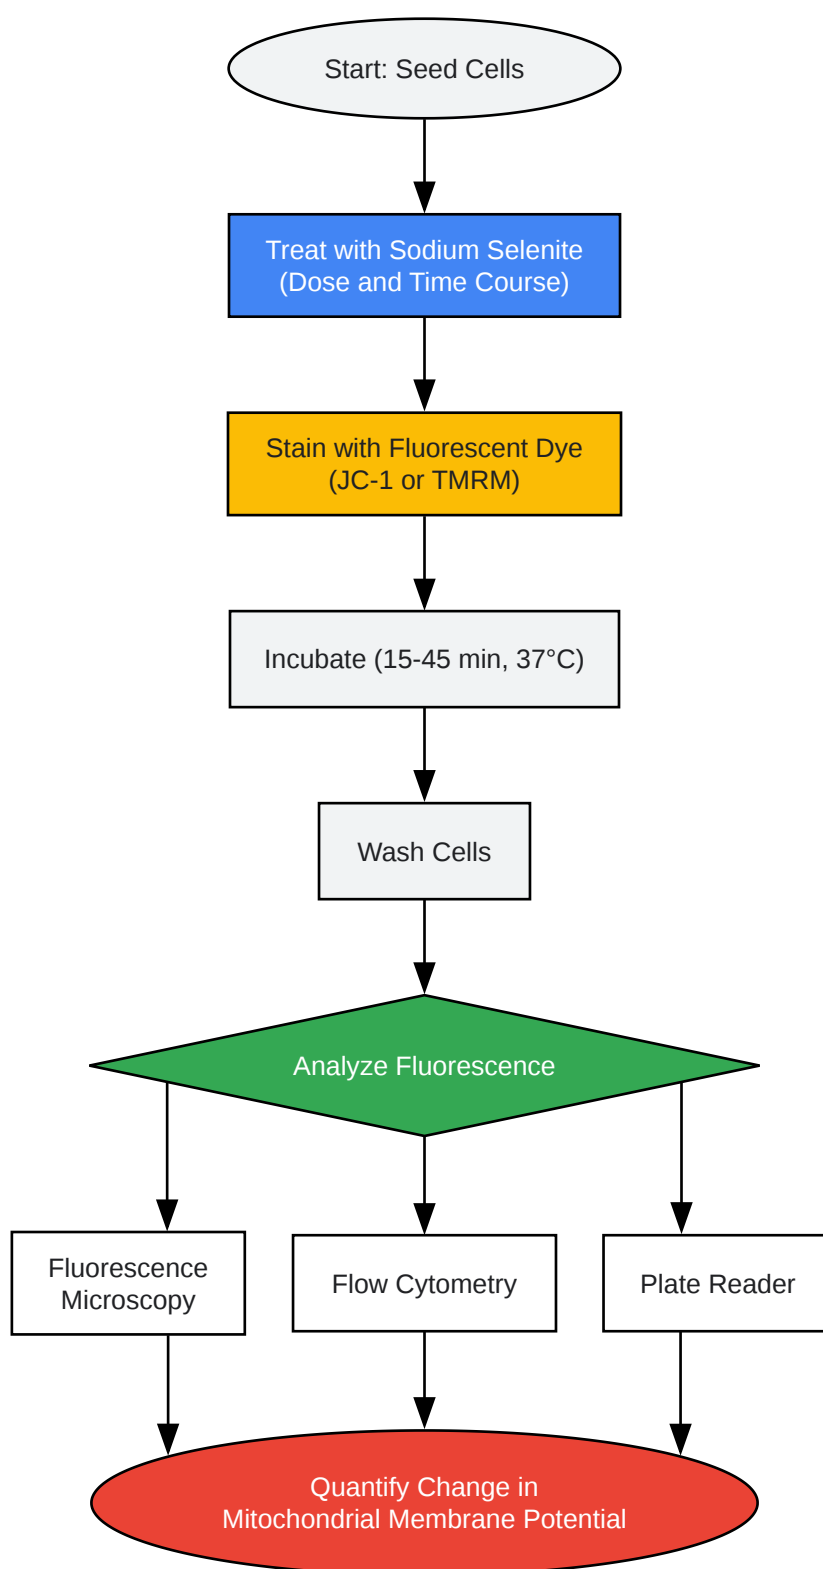 Start: Seed Cells
Treat with Sodium Selenite
(Dose and Time Course)
Stain with Fluorescent Dye
(JC-1 or TMRM)
Incubate (15-45 min, 37°C)
Wash Cells
Analyze Fluorescence
Fluorescence
Microscopy
Flow Cytometry
Plate Reader
Quantify Change in
Mitochondrial Membrane Potential